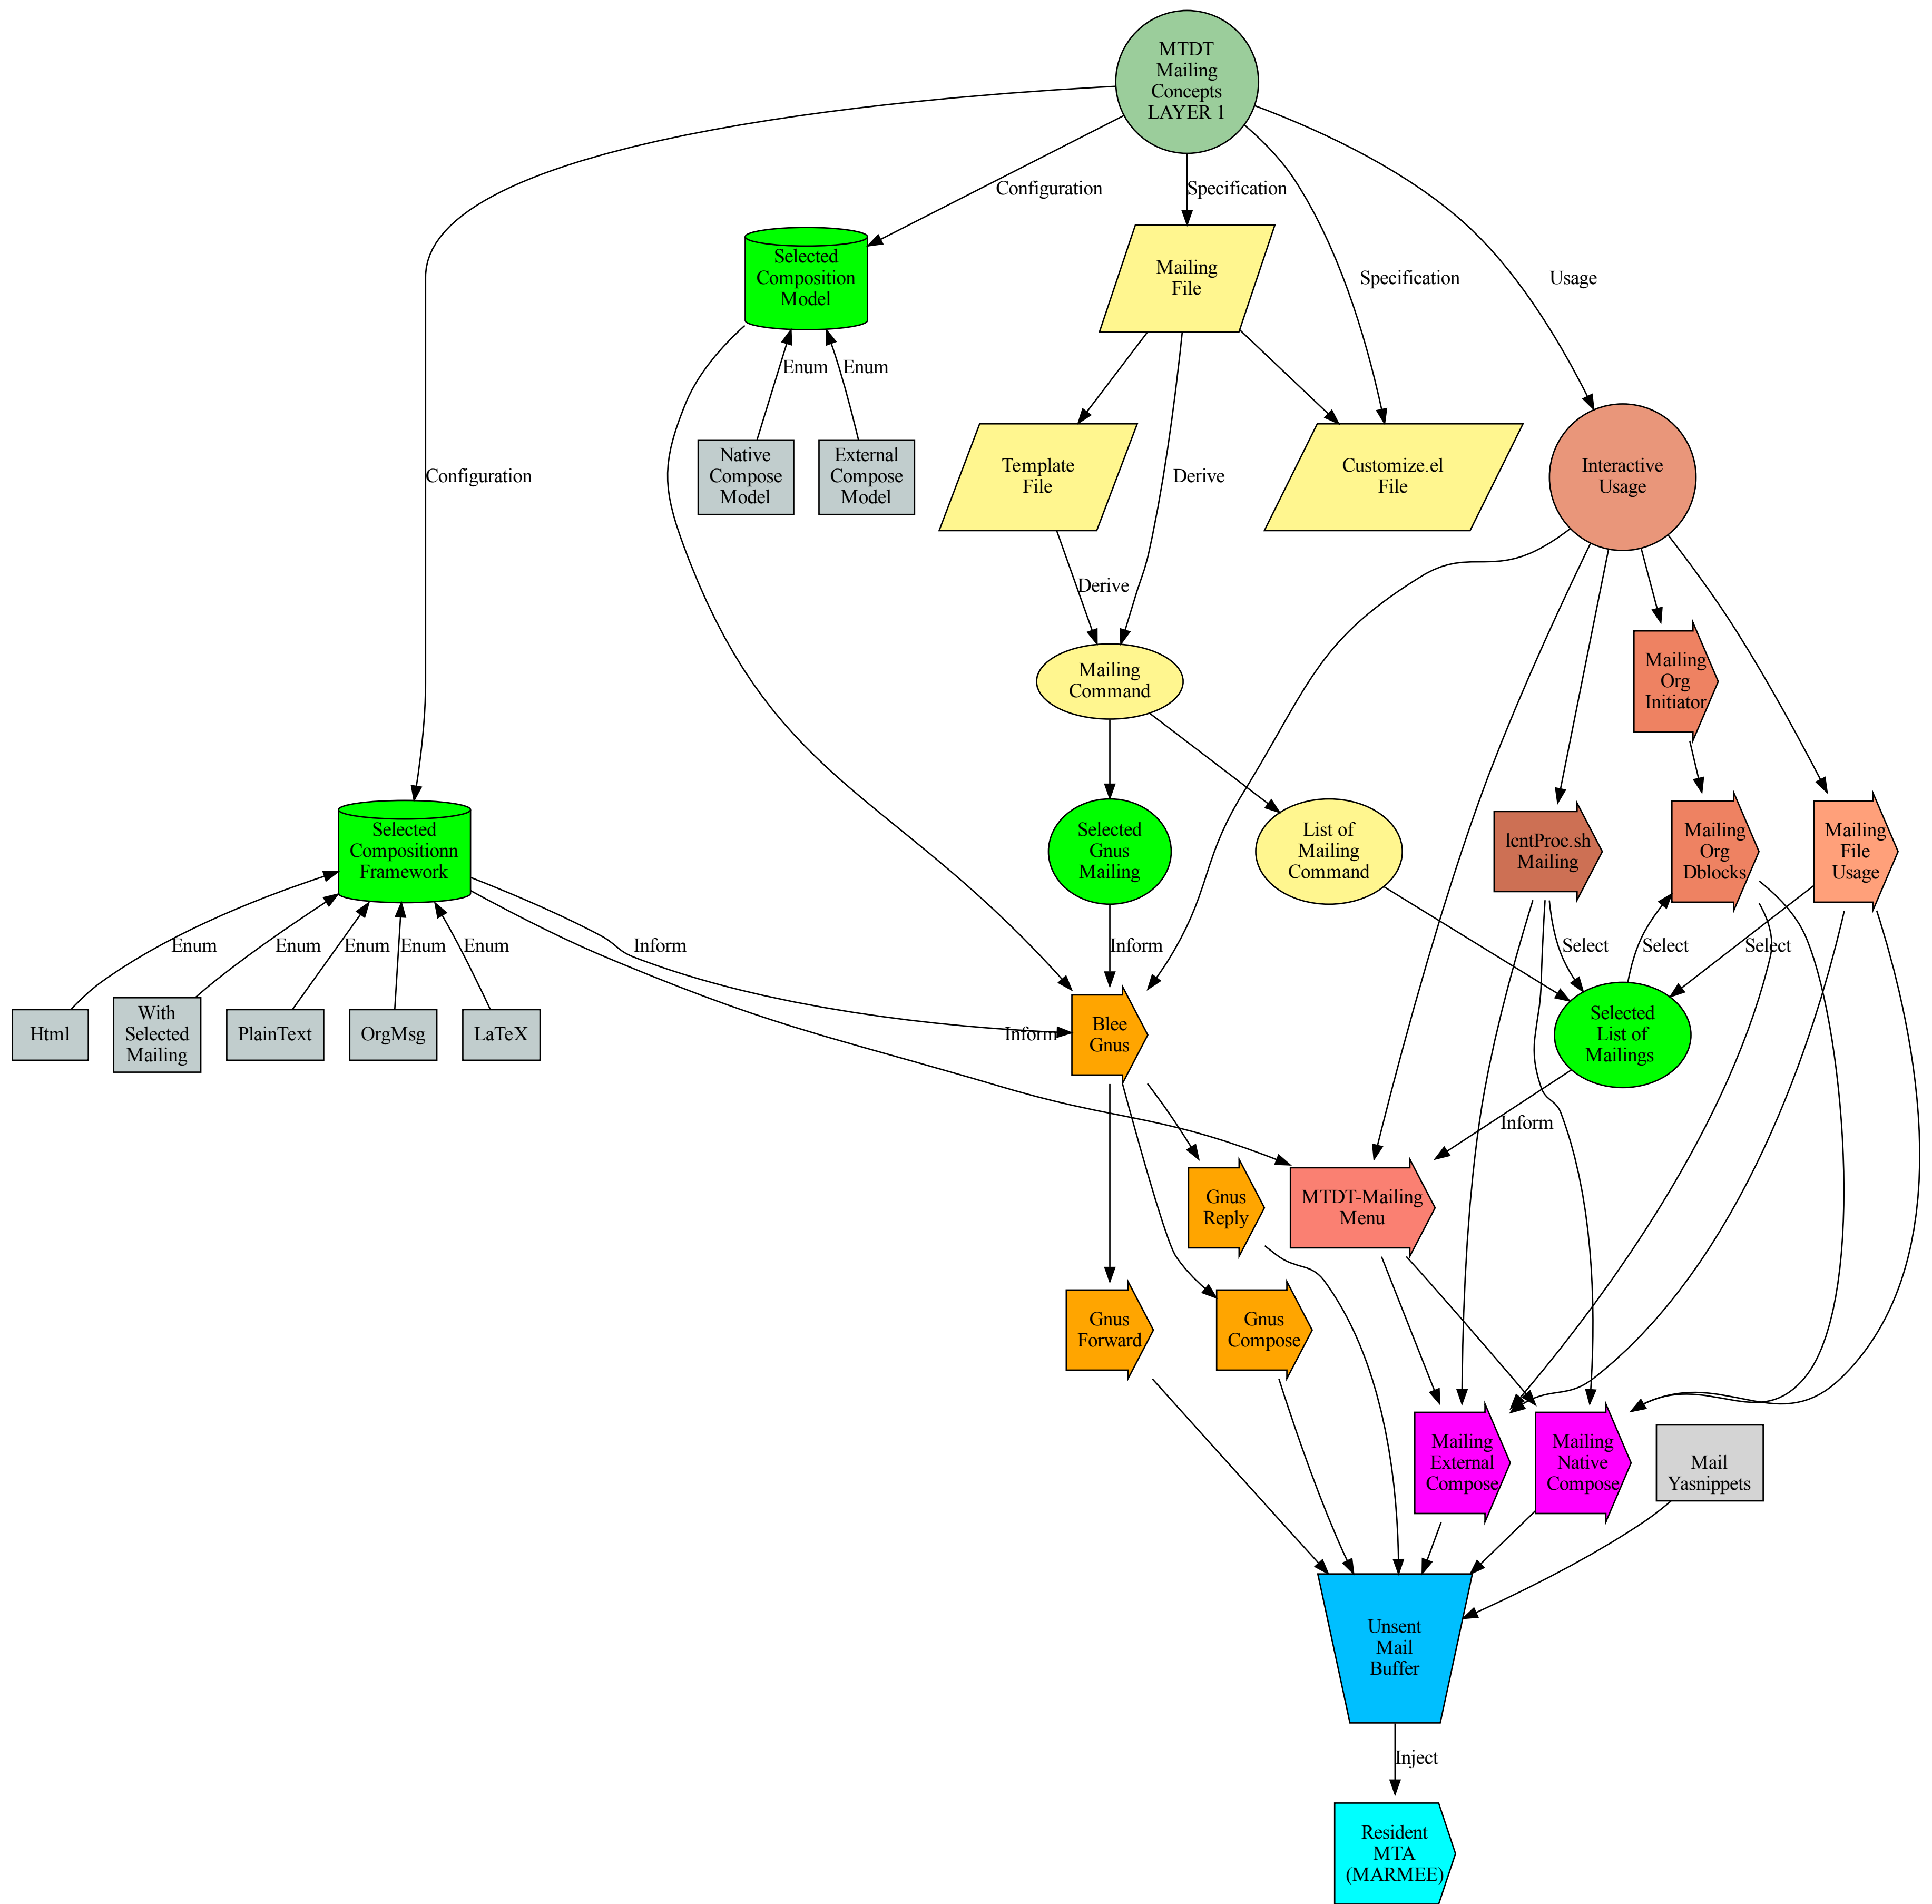 MTDT
Mailing
Concepts
LAYER 1
Configuration
Specification
Selected
Composition
Model
Mailing
File
Specification
Usage
Enum
Enum
Native
Compose
Model
External
Compose
Model
Template
File
Derive
Customize.el
File
Interactive
Usage
Configuration
Derive
Mailing
Command
Mailing
Org
Initiator
Selected
Compositionn
Framework
Selected
Gnus
Mailing
List of
Mailing
Command
lcntProc.sh
Mailing
Mailing
Org
Dblocks
Mailing
File
Usage
Enum
Enum
Enum
Enum
Enum
Inform
Inform
Select
Select
Select
Html
With
Selected
Mailing
PlainText
OrgMsg
LaTeX
Inform
Blee
Gnus
Selected
List of
Mailings
Inform
Gnus
Reply
MTDT-Mailing
Menu
Gnus
Forward
Gnus
Compose
Mailing
External
Compose
Mailing
Native
Compose
Mail
Yasnippets
Unsent
Mail
Buffer
Inject
Resident
MTA
(MARMEE)